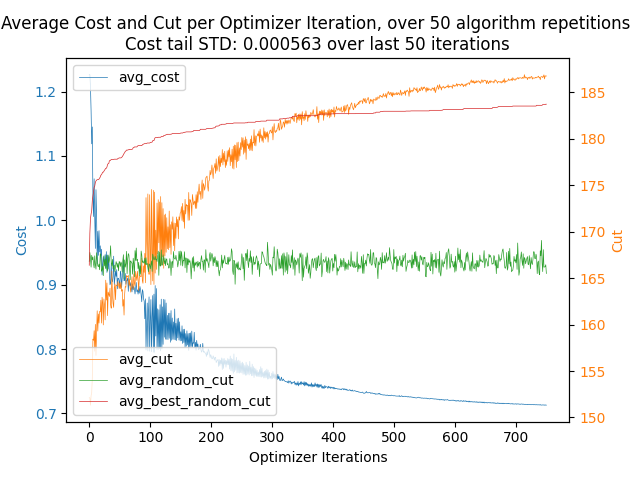 Average Cost and Cut per Optimizer Iteration, over 50 algorithm repetitions
Cost tail STD: 0.000563 over last 50 iterations
avg_cost
1.2
1.1
1.0
0.9
0.8
0.7
Cost
185
180
175
170
165
160
155
150
Cut
avg_cut
avg_random_cut
avg_best_random_cut
0 100 200 300 400 500 600 700
Optimizer Iterations